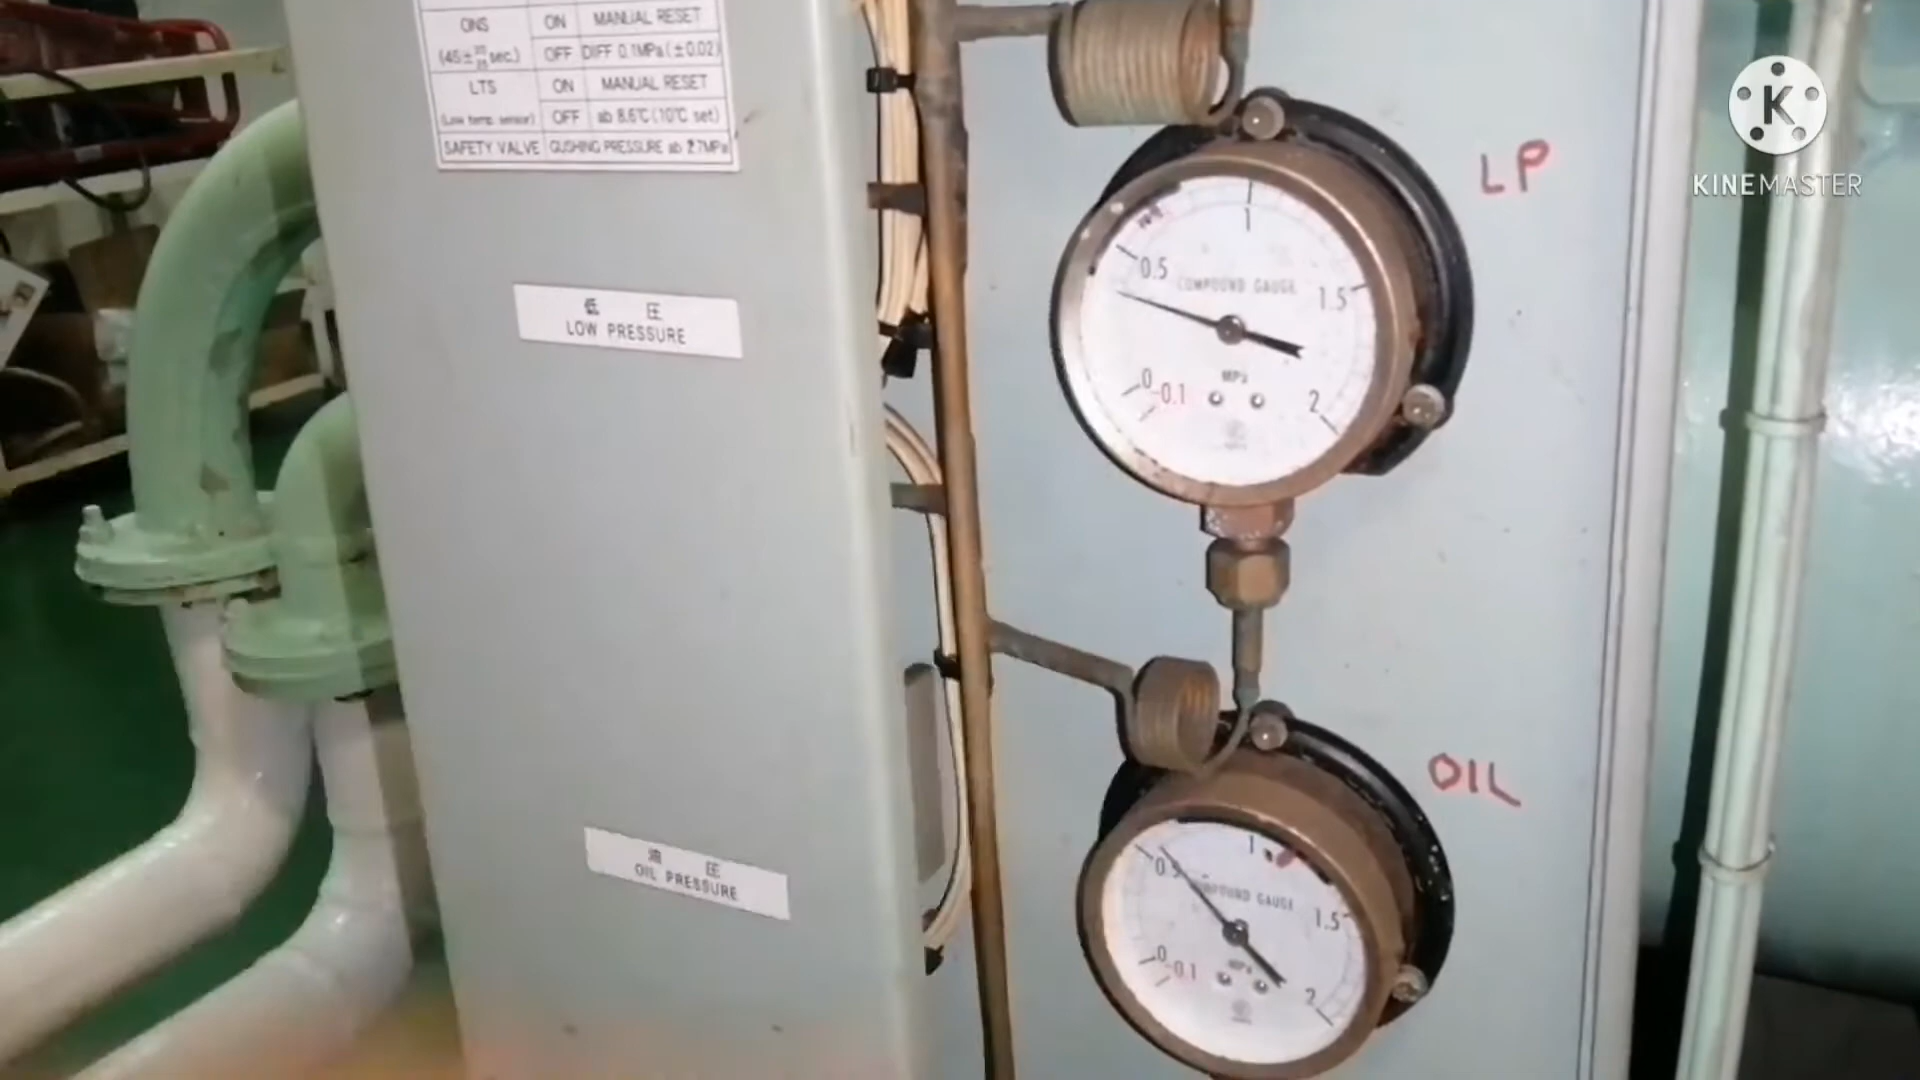 ONS ON MANUAL RESET
(45± sec.) OFF DIFF 0.1MPa (±0.02)
LTS ON MANUAL RESET
(Low temp. sensor) OFF ab 8.6℃ (10℃ set)
SAFETY VALVE GUSHING PRESSURE ab 2.7MPa
低 圧
LOW PRESSURE
油 圧
OIL PRESSURE
LP
0.5 1 1.5
COMPOUND GAUGE
MPa
0 -0.1 2
OIL
0.5 1 1.5
COMPOUND GAUGE
MPa
0 -0.1 2
K
KINEMASTER